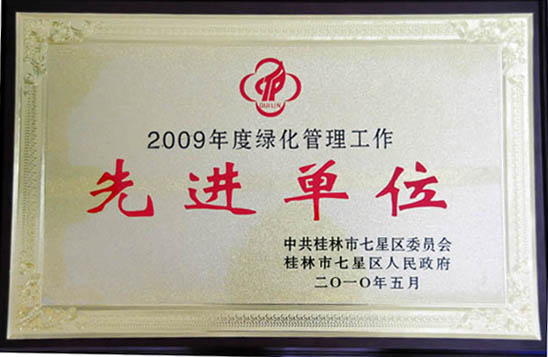 GUILIN
2009年度绿化管理工作
先进单位
中共桂林市七星区委员会
桂林市七星区人民政府
二〇一〇年五月